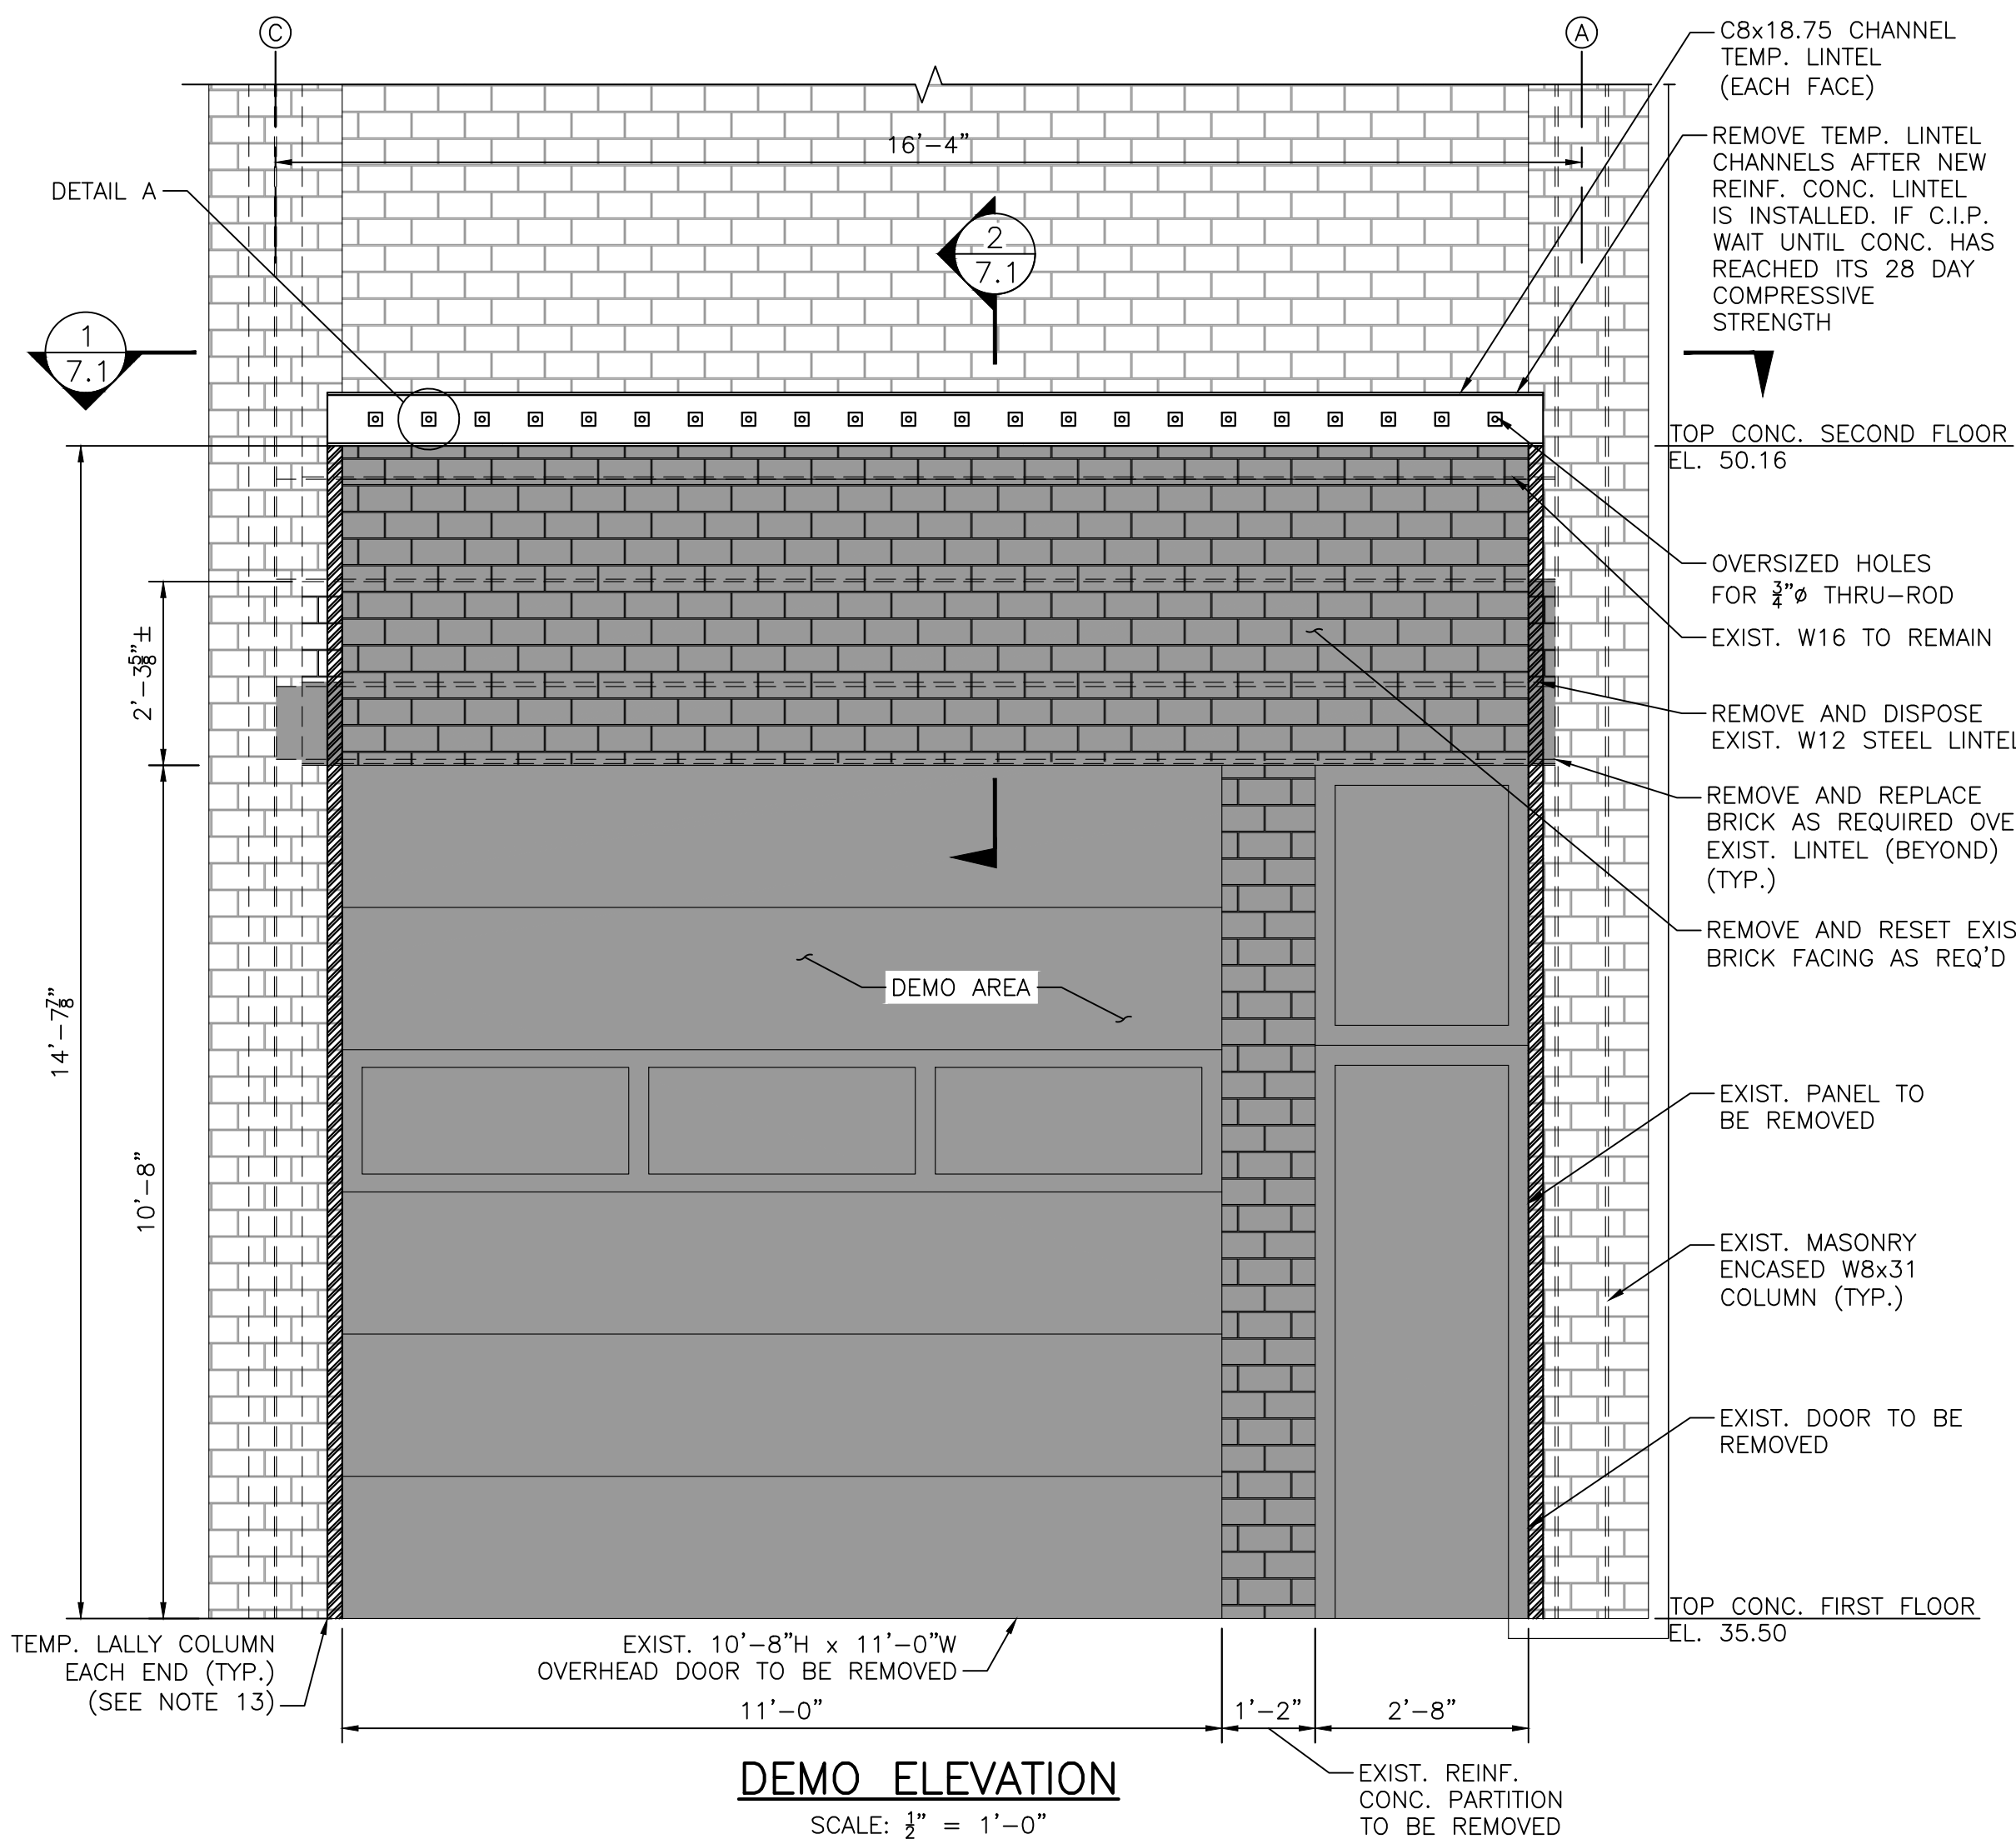 C
A
C8x18.75 CHANNEL
TEMP. LINTEL
(EACH FACE)
REMOVE TEMP. LINTEL
CHANNELS AFTER NEW
REINF. CONC. LINTEL
IS INSTALLED. IF C.I.P.
WAIT UNTIL CONC. HAS
REACHED ITS 28 DAY
COMPRESSIVE
STRENGTH
16'-4"
DETAIL A
2
7.1
1
7.1
TOP CONC. SECOND FLOOR
EL. 50.16
OVERSIZED HOLES
FOR 3/4"ø THRU-ROD
EXIST. W16 TO REMAIN
2'-3 5/8"±
REMOVE AND DISPOSE
EXIST. W12 STEEL LINTEL
REMOVE AND REPLACE
BRICK AS REQUIRED OVE
EXIST. LINTEL (BEYOND)
(TYP.)
REMOVE AND RESET EXIS
BRICK FACING AS REQ'D
DEMO AREA
14'-7 7/8"
10'-8"
EXIST. PANEL TO
BE REMOVED
EXIST. MASONRY
ENCASED W8x31
COLUMN (TYP.)
EXIST. DOOR TO BE
REMOVED
TOP CONC. FIRST FLOOR
EL. 35.50
TEMP. LALLY COLUMN
EACH END (TYP.)
(SEE NOTE 13)
EXIST. 10'-8"H x 11'-0"W
OVERHEAD DOOR TO BE REMOVED
11'-0"
1'-2"
2'-8"
EXIST. REINF.
CONC. PARTITION
TO BE REMOVED
DEMO ELEVATION
SCALE: 1/2" = 1'-0"